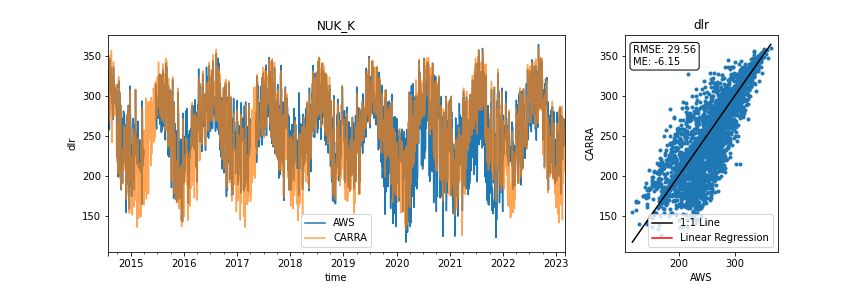 NUK_K
dlr
350
300
250
200
150
dlr
2015
2016
2017
2018
2019
2020
2021
2022
2023
time
AWS
CARRA
350
300
250
200
150
CARRA
RMSE: 29.56
ME: -6.15
1:1 Line
Linear Regression
200
300
AWS